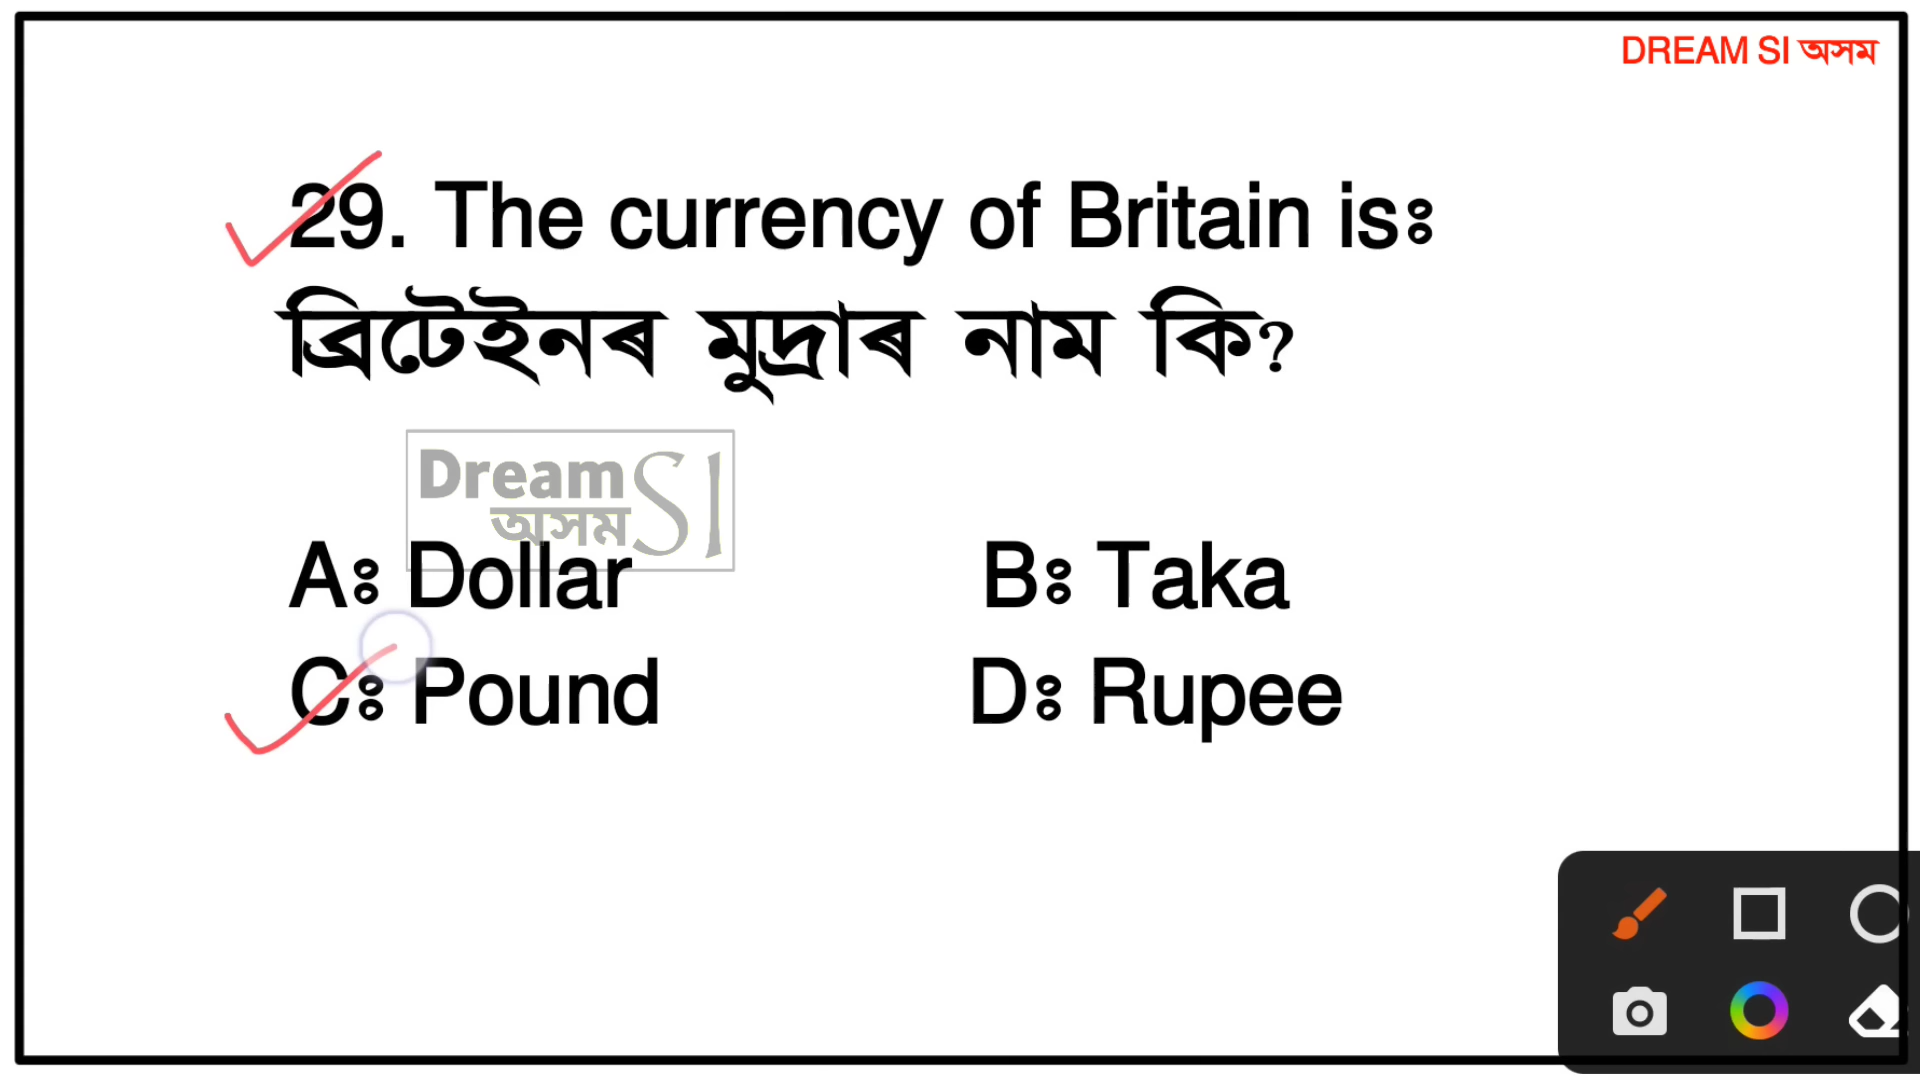 DREAM SI অসম
29. The currency of Britain isঃ
ব্ৰিটেইনৰ মুদ্ৰাৰ নাম কি?
Dream SI
অসম
Aঃ Dollar Bঃ Taka
Cঃ Pound Dঃ Rupee